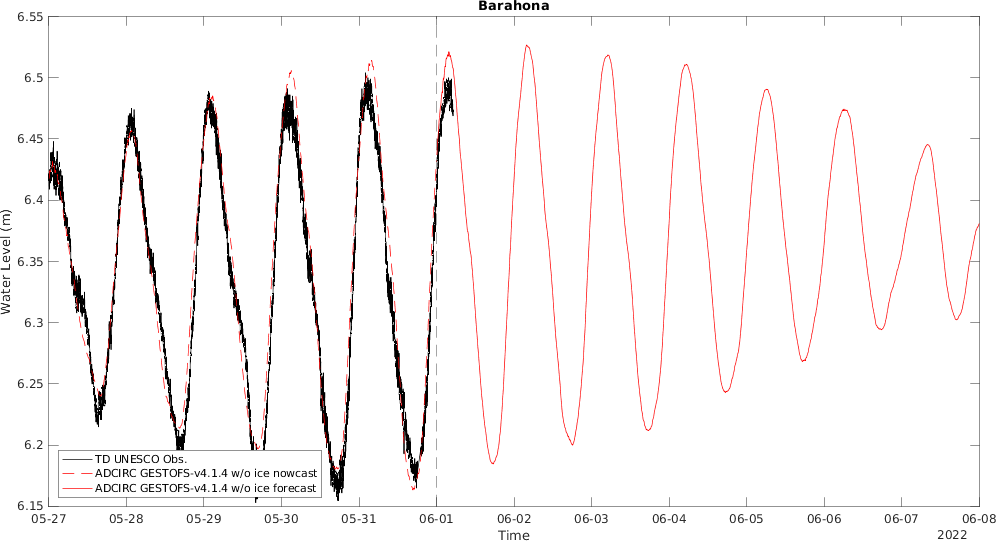 Barahona
6.55
6.5
6.45
6.4
6.35
6.3
6.25
6.2
6.15
Water Level (m)
TD UNESCO Obs.
ADCIRC GESTOFS-v4.1.4 w/o ice nowcast
ADCIRC GESTOFS-v4.1.4 w/o ice forecast
05-27 05-28 05-29 05-30 05-31 06-01 06-02 06-03 06-04 06-05 06-06 06-07 06-08
Time
2022